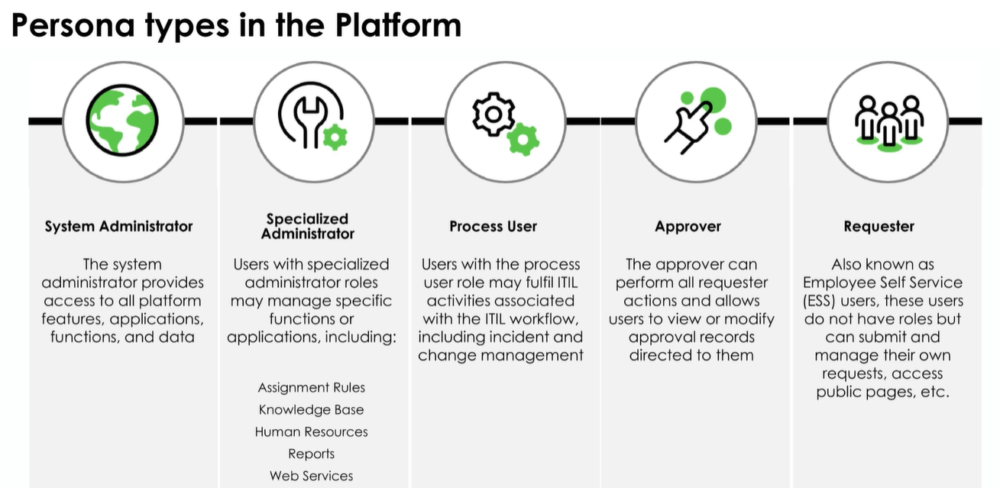 Persona types in the Platform
System Administrator
The system
administrator provides
access to all platform
features, applications,
functions, and data
Specialized
Administrator
Users with specialized
administrator roles
may manage specific
functions or
applications, including:
Assignment Rules
Knowledge Base
Human Resources
Reports
Web Services
Process User
Users with the process
user role may fulfil ITIL
activities associated
with the ITIL workflow,
including incident and
change management
Approver
The approver can
perform all requester
actions and allows
users to view or modify
approval records
directed to them
Requester
Also known as
Employee Self Service
(ESS) users, these users
do not have roles but
can submit and
manage their own
requests, access
public pages, etc.